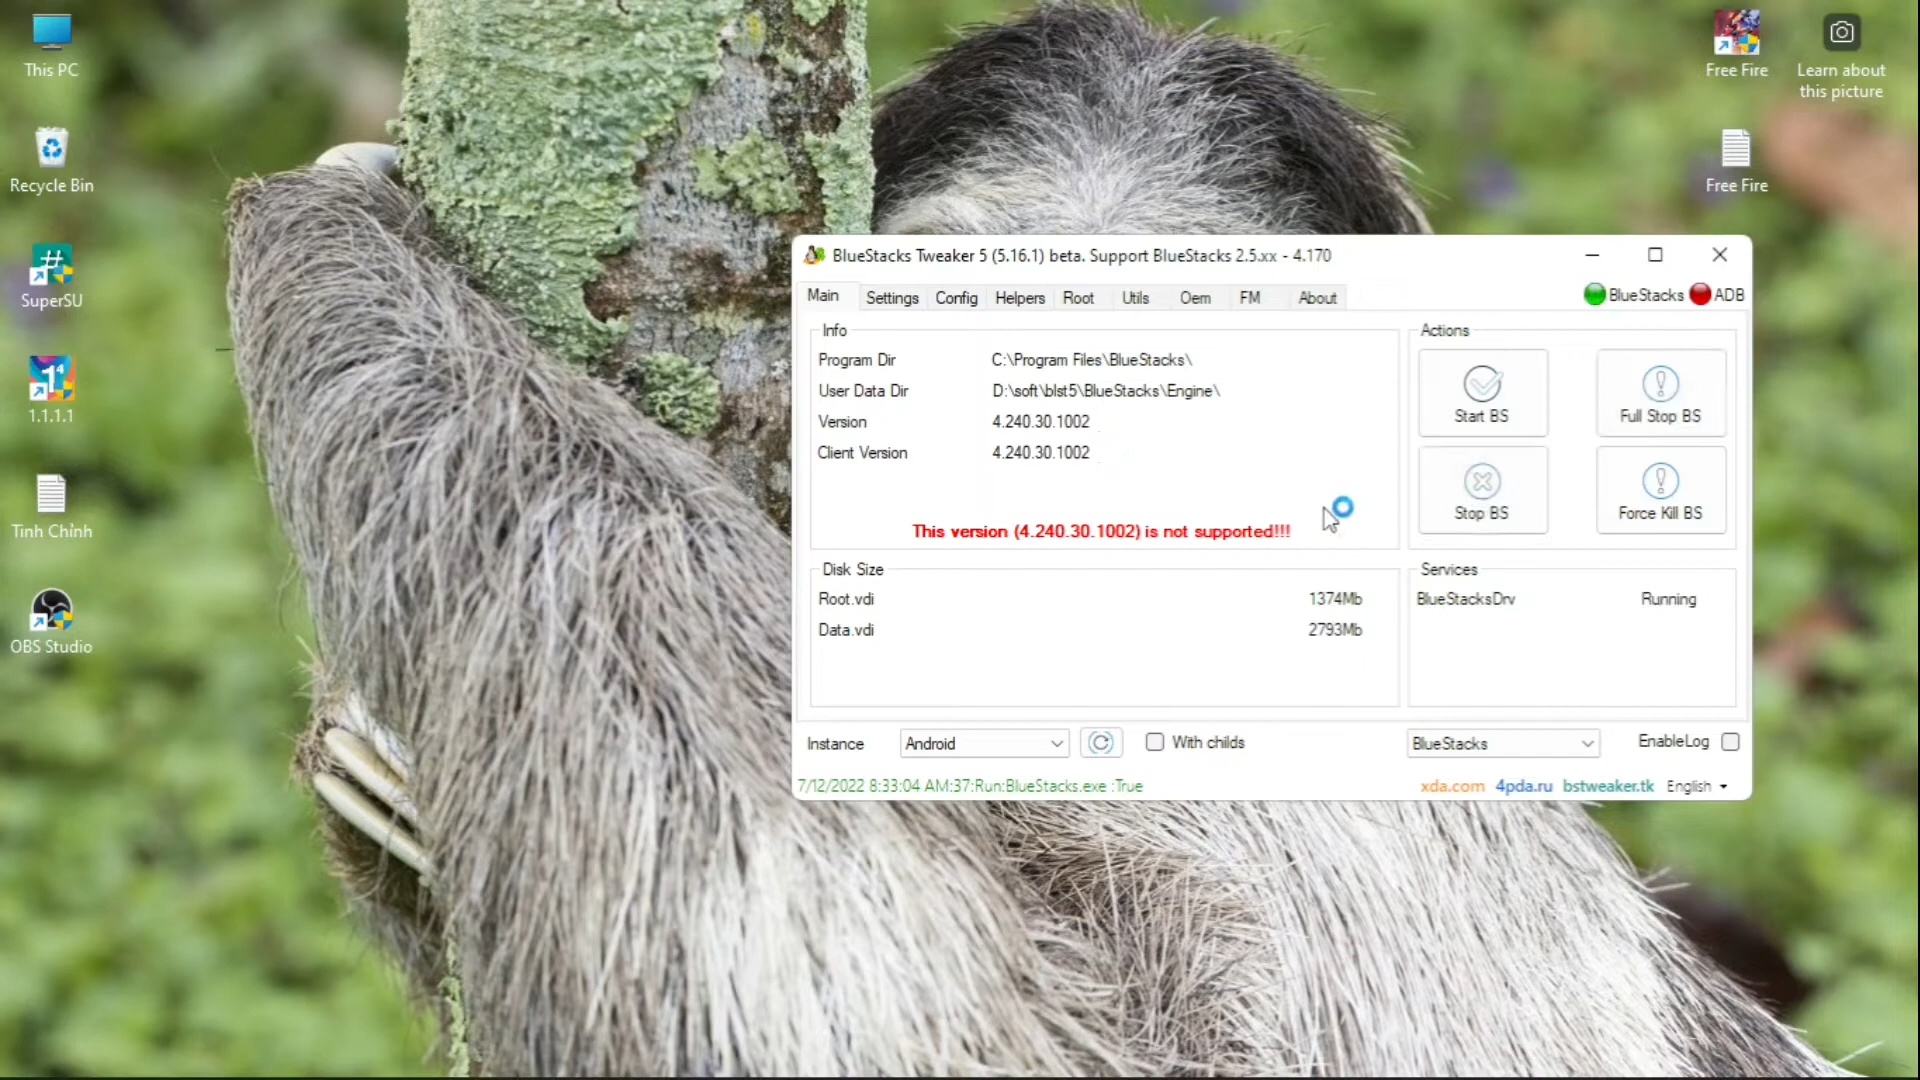 This PC
Recycle Bin
SuperSU
1.1.1.1
Tinh Chỉnh
OBS Studio
Free Fire
Learn about
this picture
Free Fire
BlueStacks Tweaker 5 (5.16.1) beta. Support BlueStacks 2.5.xx - 4.170
Main Settings Config Helpers Root Utils Oem FM About
BlueStacks ADB
Info
Program Dir C:\Program Files\BlueStacks\
User Data Dir D:\soft\blst5\BlueStacks\Engine\
Version 4.240.30.1002
Client Version 4.240.30.1002
This version (4.240.30.1002) is not supported!!!
Actions
Start BS Full Stop BS
Stop BS Force Kill BS
Disk Size
Root.vdi 1374Mb
Data.vdi 2793Mb
Services
BlueStacksDrv Running
Instance Android With childs BlueStacks EnableLog
7/12/2022 8:33:04 AM:37:Run:BlueStacks.exe :True
xda.com 4pda.ru bstweaker.tk English